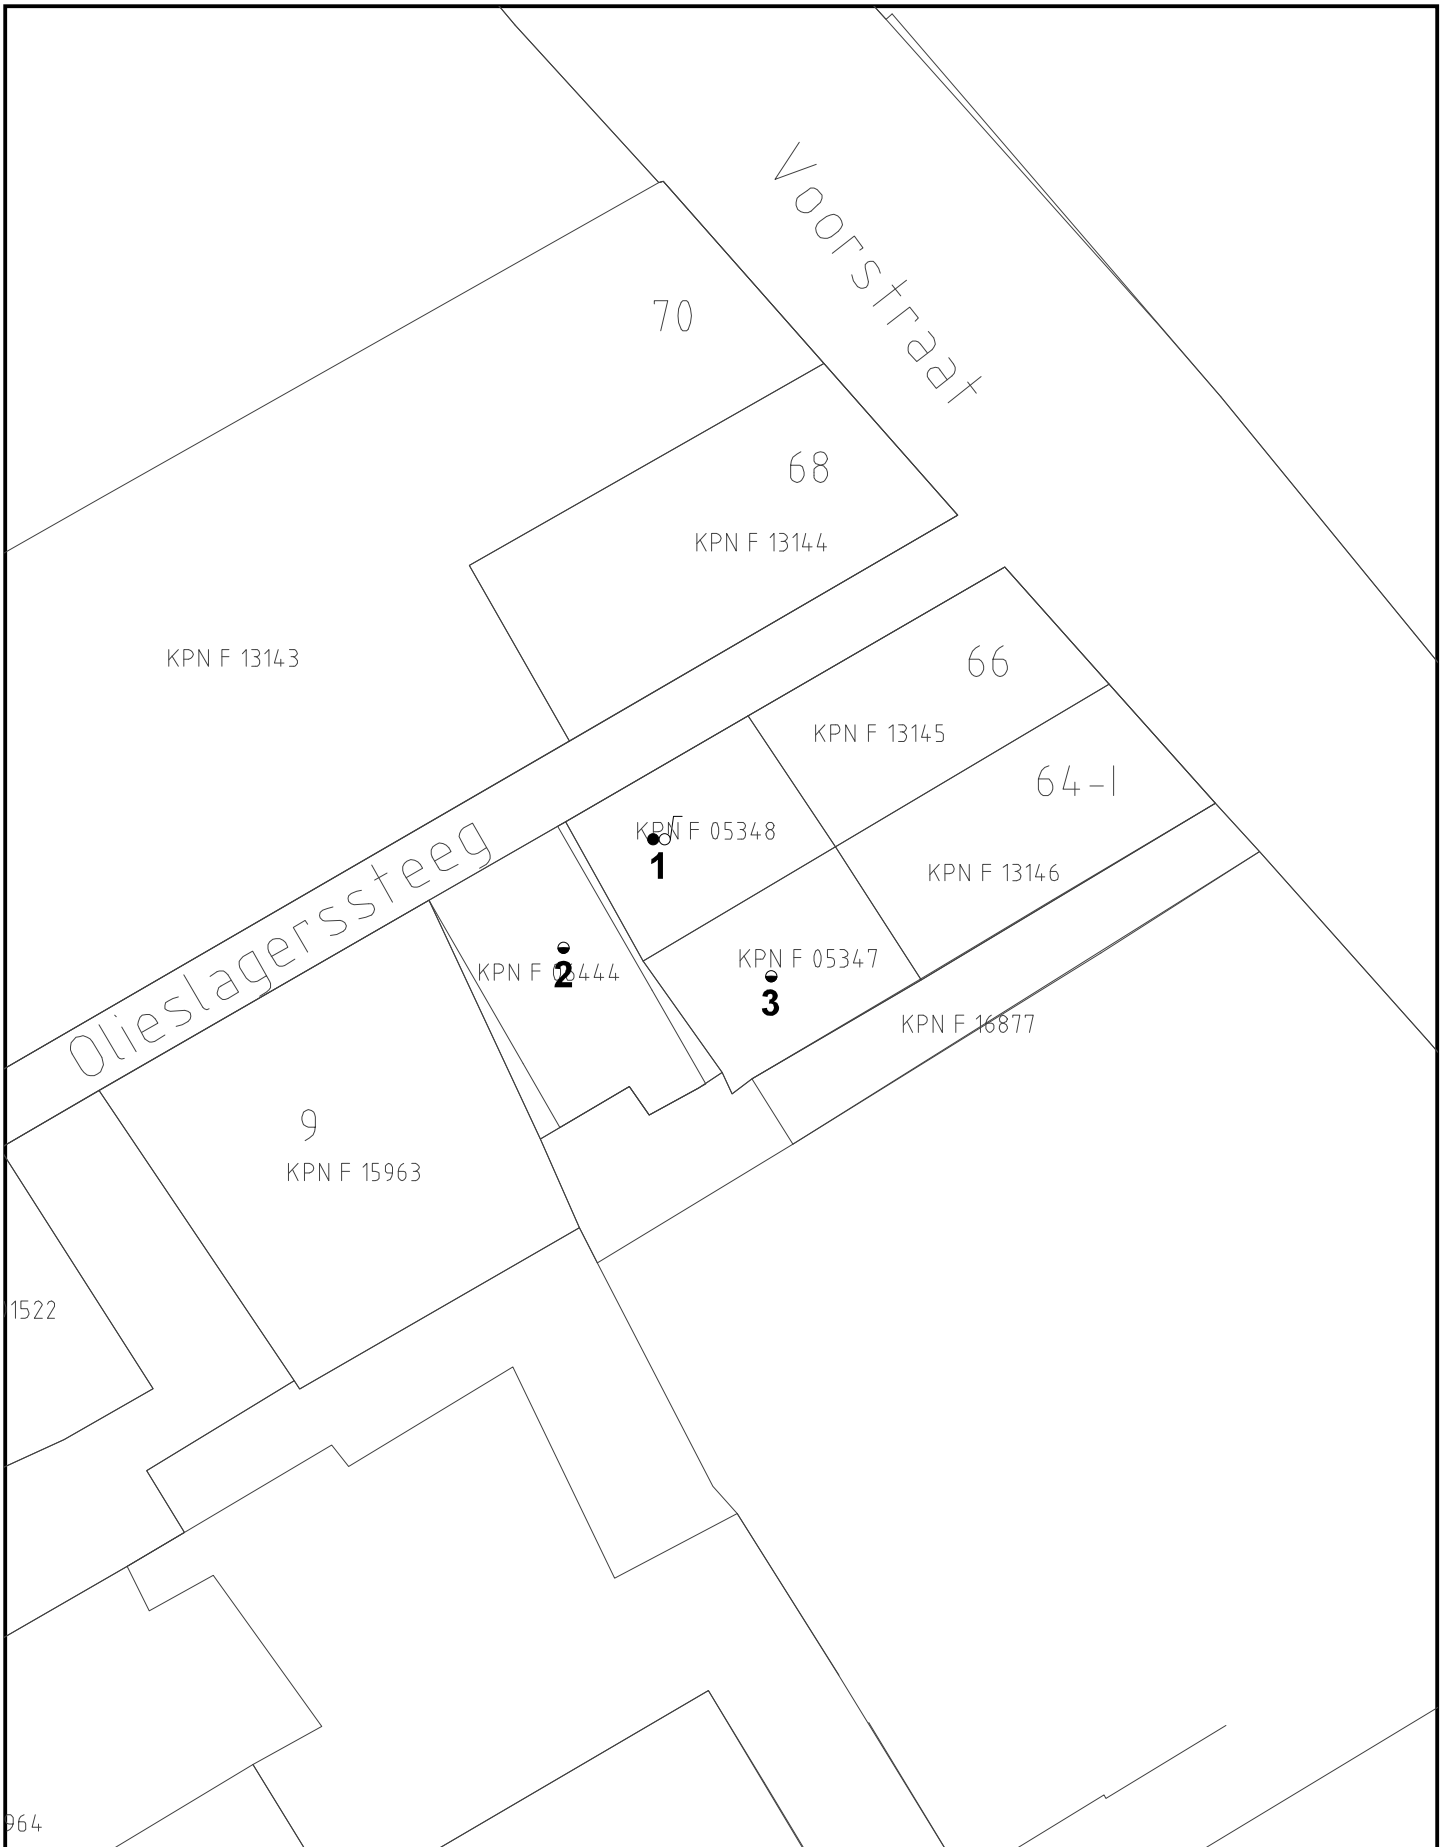 Voorstraat
70
68
KPN F 13144
KPN F 13143
66
KPN F 13145
64-I
KPN F 05348
1
Olieslagerssteeg
KPN F 13146
KPN F 05347
2
3
KPN F 16877
9
KPN F 15963
1522
964